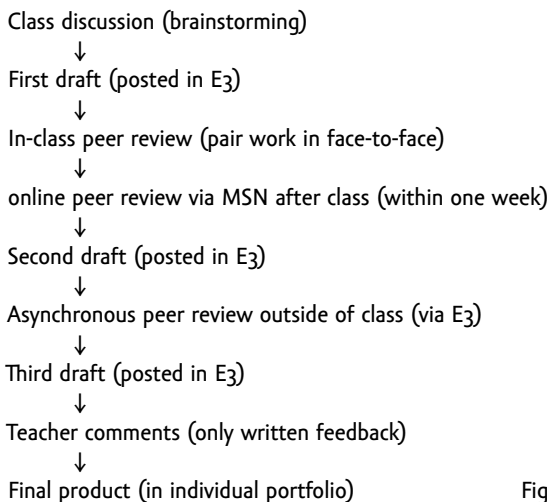 Class discussion (brainstorming)
↓
First draft (posted in E3)
↓
In-class peer review (pair work in face-to-face)
↓
online peer review via MSN after class (within one week)
↓
Second draft (posted in E3)
↓
Asynchronous peer review outside of class (via E3)
↓
Third draft (posted in E3)
↓
Teacher comments (only written feedback)
↓
Final product (in individual portfolio) Fig